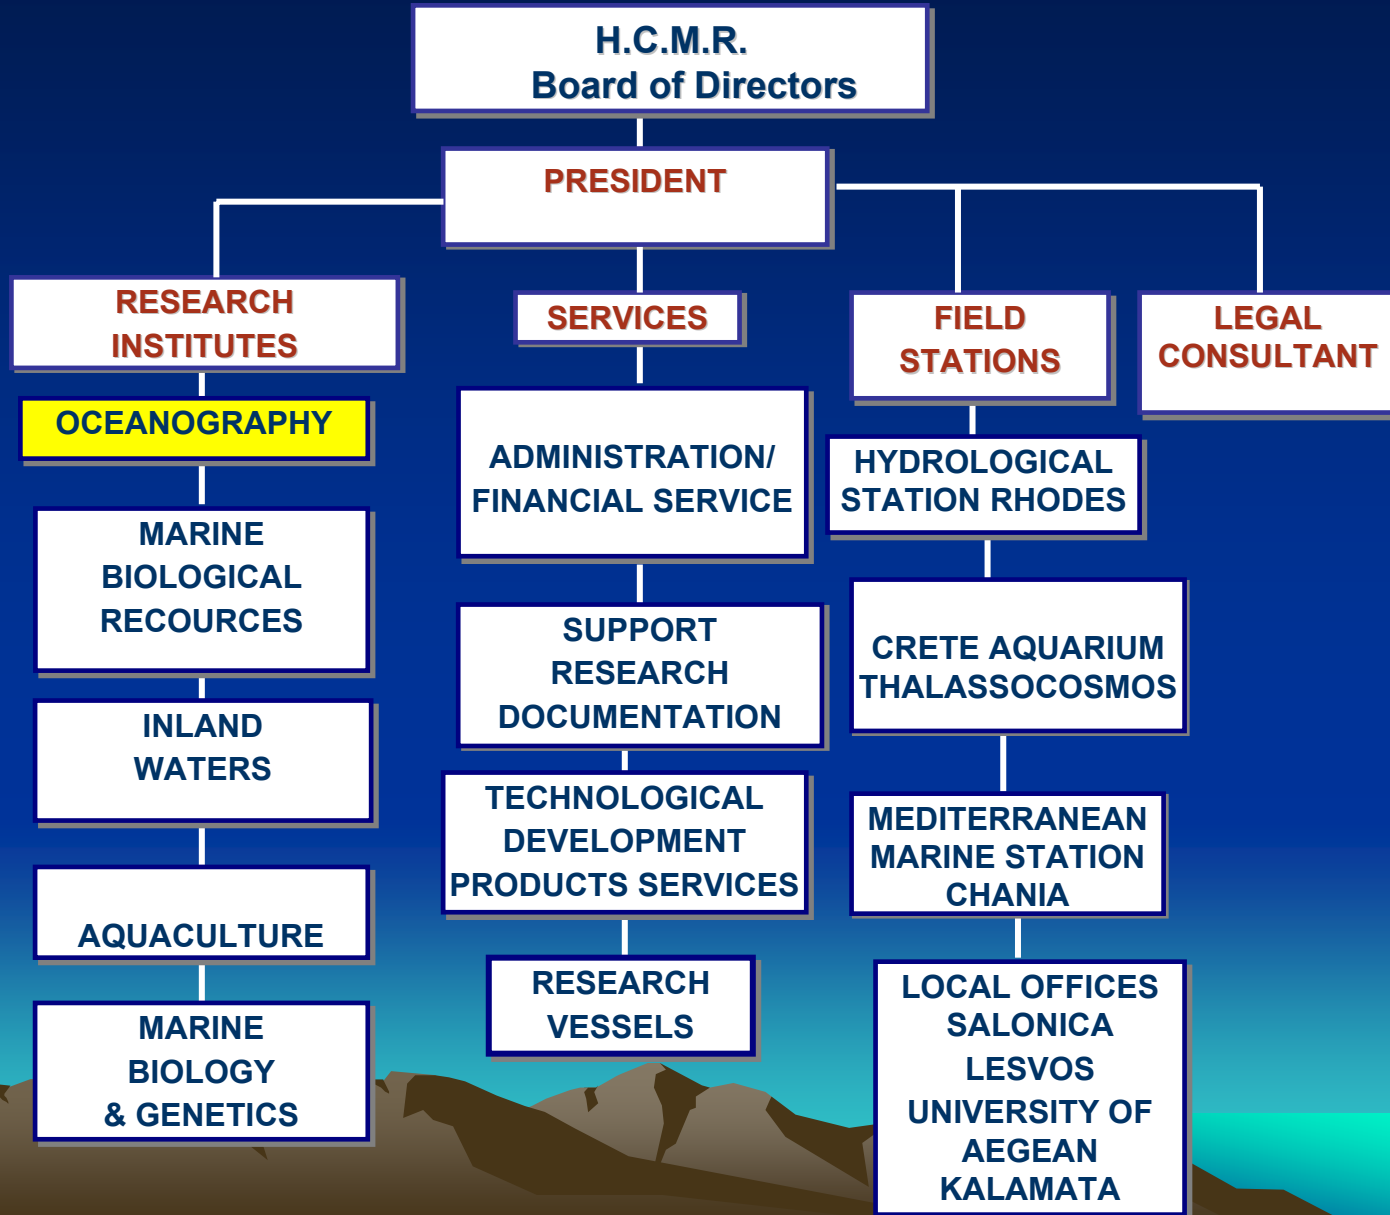 H.C.M.R.
Board of Directors
PRESIDENT
RESEARCH
INSTITUTES
OCEANOGRAPHY
MARINE
BIOLOGICAL
RECOURCES
INLAND
WATERS
AQUACULTURE
MARINE
BIOLOGY
& GENETICS
SERVICES
ADMINISTRATION/
FINANCIAL SERVICE
SUPPORT
RESEARCH
DOCUMENTATION
TECHNOLOGICAL
DEVELOPMENT
PRODUCTS SERVICES
RESEARCH
VESSELS
FIELD
STATIONS
HYDROLOGICAL
STATION RHODES
CRETE AQUARIUM
THALASSOCOSMOS
MEDITERRANEAN
MARINE STATION
CHANIA
LOCAL OFFICES
SALONICA
LESVOS
UNIVERSITY OF
AEGEAN
KALAMATA
LEGAL
CONSULTANT